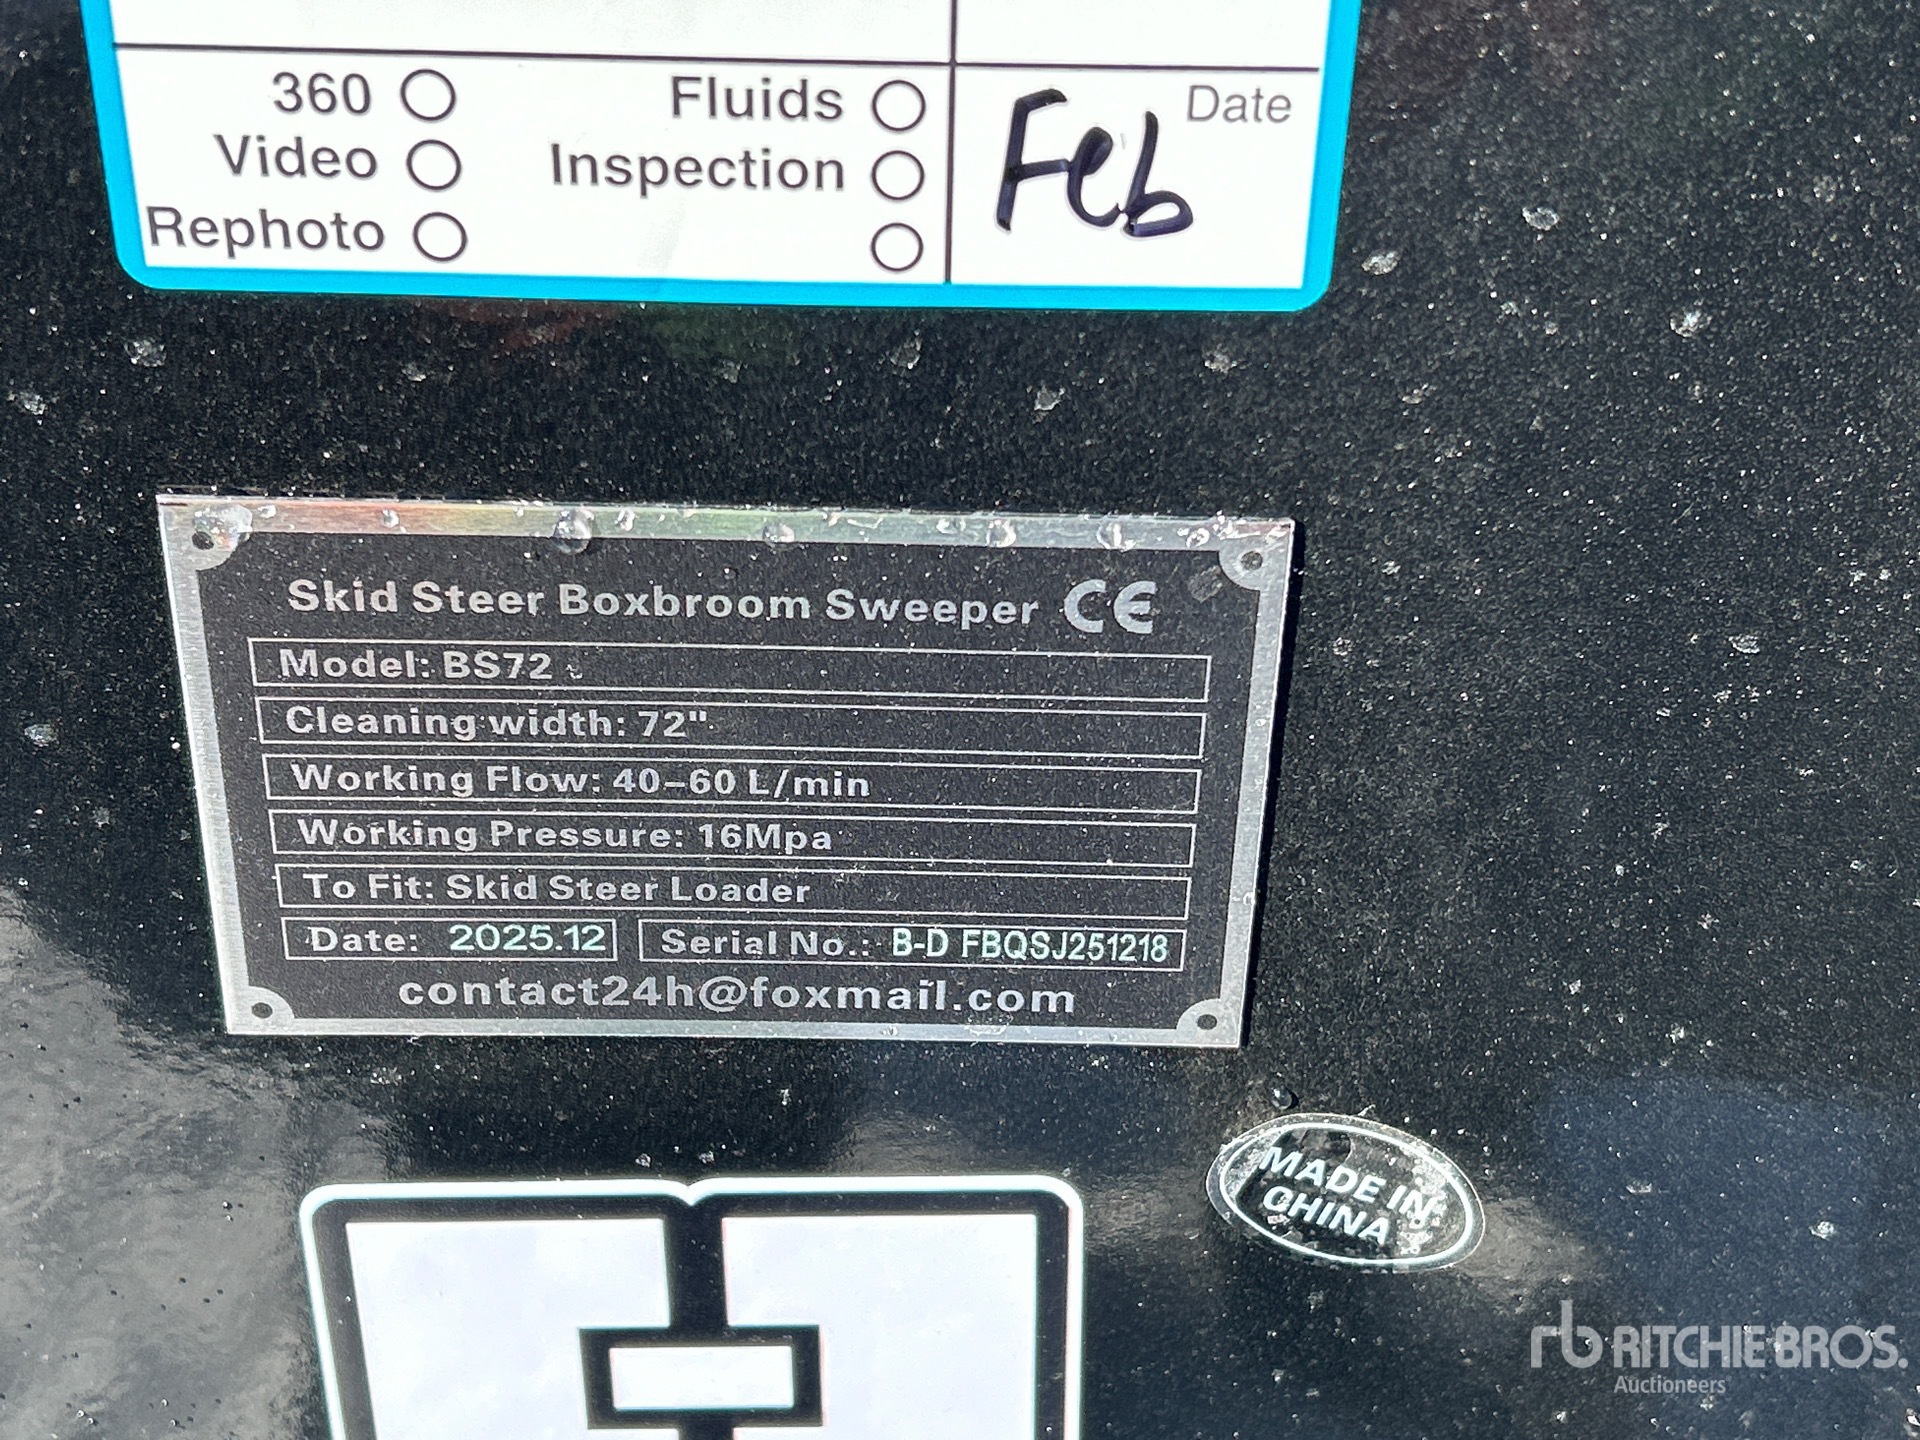 360
Fluids
Date
Feb
Video
Inspection
Rephoto
Skid Steer Boxbroom Sweeper CE
Model: BS72
Cleaning width: 72"
Working Flow: 40-60 L/min
Working Pressure: 16Mpa
To Fit: Skid Steer Loader
Date: 2025.12
Serial No.: B-D FBQSJ251218
contact24h@foxmail.com
MADE IN
CHINA
rb RITCHIE BROS.
Auctioneers